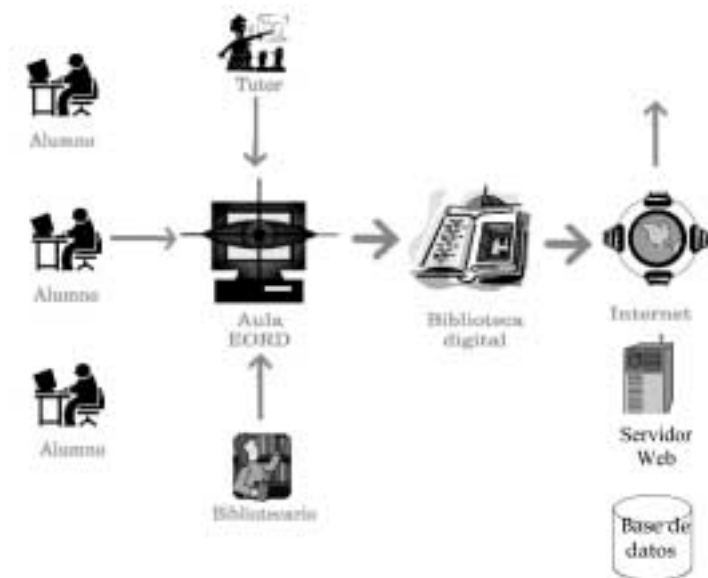 Tutor
Alumno
Alumno
Aula
EORD
Biblioteca
digital
Internet
Alumno
Bibliotecario
Servidor
Web
Base de
datos